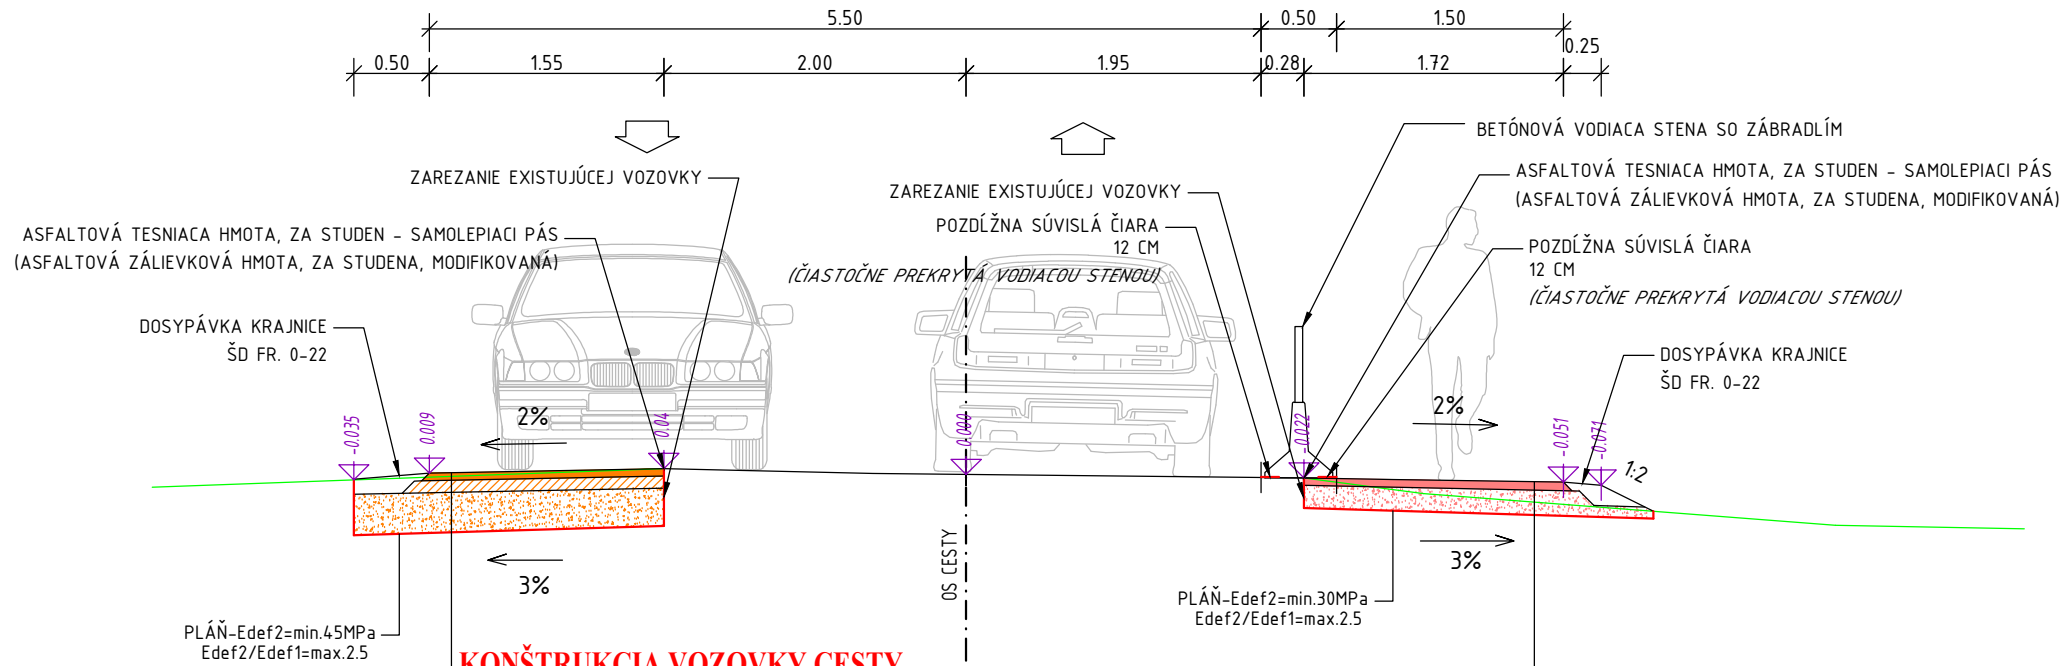 5.50
0.50
1.50
0.25
0.50
1.55
2.00
1.95
0.28
1.72
BETÓNOVÁ VODIACA STENA SO ZÁBRADLÍM
ZAREZANIE EXISTUJÚCEJ VOZOVKY
ZAREZANIE EXISTUJÚCEJ VOZOVKY
ASFALTOVÁ TESNIACA HMOTA, ZA STUDEN - SAMOLEPIACI PÁS
(ASFALTOVÁ ZÁLIEVKOVÁ HMOTA, ZA STUDENA, MODIFIKOVANÁ)
POZDĹŽNA SÚVISLÁ ČIARA
12 CM
(ČIASTOČNE PREKRYTÁ VODIACOU STENOU)
ASFALTOVÁ TESNIACA HMOTA, ZA STUDEN - SAMOLEPIACI PÁS
(ASFALTOVÁ ZÁLIEVKOVÁ HMOTA, ZA STUDENA, MODIFIKOVANÁ)
POZDĹŽNA SÚVISLÁ ČIARA
12 CM
(ČIASTOČNE PREKRYTÁ VODIACOU STENOU)
DOSYPÁVKA KRAJNICE
ŠD FR. 0-22
DOSYPÁVKA KRAJNICE
ŠD FR. 0-22
-0.035
0.009
2%
0.04
0.000
-0.022
2%
-0.051
-0.071
1:2
3%
OS CESTY
3%
PLÁŇ-Edef2=min.45MPa
Edef2/Edef1=max.2.5
PLÁŇ-Edef2=min.30MPa
Edef2/Edef1=max.2.5
KONŠTRUKCIA VOZOVKY CESTY